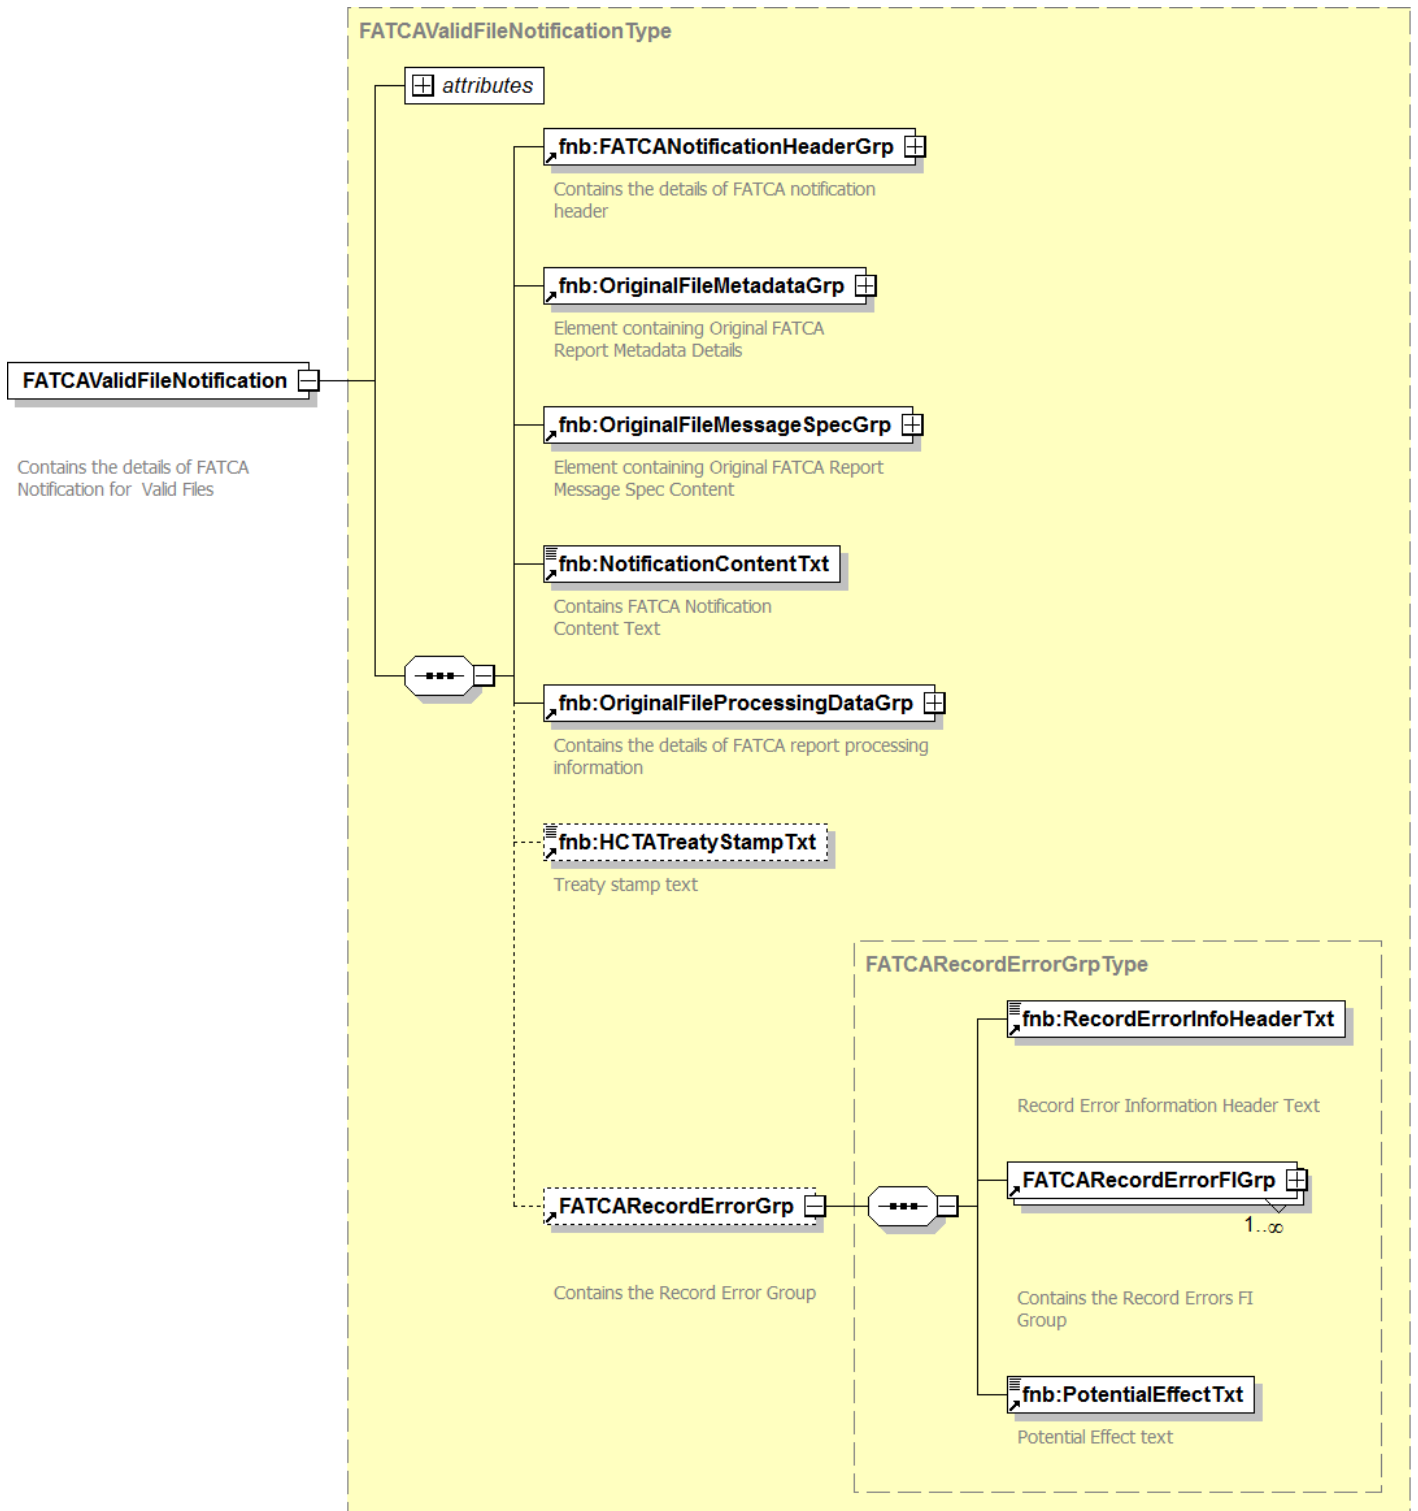 FATCAValidFileNotificationType
attributes
fnb:FATCANotificationHeaderGrp
Contains the details of FATCA notification
header
fnb:OriginalFileMetadataGrp
Element containing Original FATCA
Report Metadata Details
FATCAValidFileNotification
Contains the details of FATCA
Notification for Valid Files
fnb:OriginalFileMessageSpecGrp
Element containing Original FATCA Report
Message Spec Content
fnb:NotificationContentTxt
Contains FATCA Notification
Content Text
fnb:OriginalFileProcessingDataGrp
Contains the details of FATCA report processing
information
fnb:HCTATreatyStampTxt
Treaty stamp text
FATCARecordErrorGrp
Contains the Record Error Group
FATCARecordErrorGrpType
fnb:RecordErrorInfoHeaderTxt
Record Error Information Header Text
FATCARecordErrorFIGrp
1..∞
Contains the Record Errors FI
Group
fnb:PotentialEffectTxt
Potential Effect text